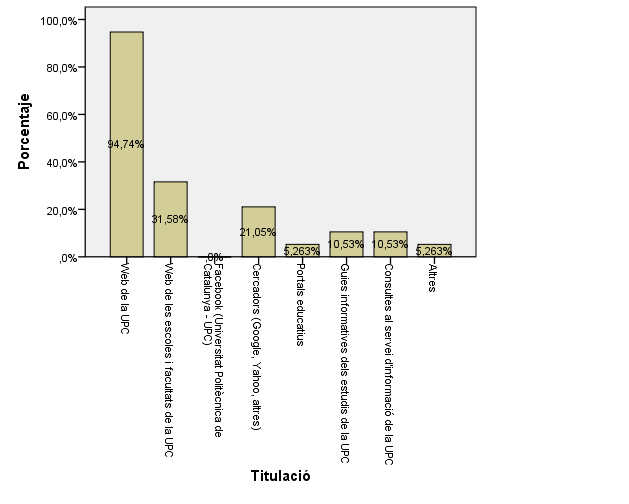 100,0%
80,0%
60,0%
40,0%
20,0%
,0%
Porcentaje
94,74%
31,58%
,0%
21,05%
5,263%
10,53%
10,53%
5,263%
Web de la UPC
Web de les escoles i facultats de la UPC
Facebook (Universitat Politècnica de
Catalunya - UPC)
Cercadors (Google, Yahoo, altres)
Portals educatius
Guies informatives dels estudis de la UPC
Consultes al servei d'informació de la UPC
Altres
Titulació